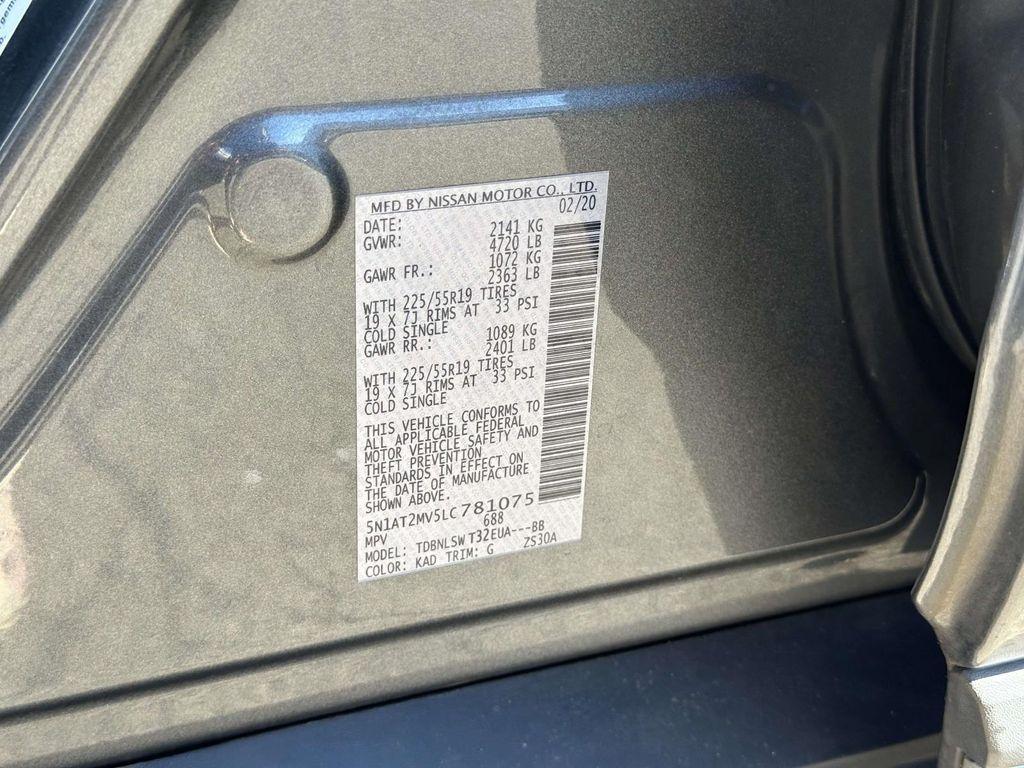 MFD BY NISSAN MOTOR CO., LTD.
DATE: 02/20
GVWR: 2141 KG
4720 LB
GAWR FR.: 1072 KG
2363 LB
WITH 225/55R19 TIRES
19 X 7J RIMS AT 33 PSI
COLD SINGLE
GAWR RR.: 1089 KG
2401 LB
WITH 225/55R19 TIRES
19 X 7J RIMS AT 33 PSI
COLD SINGLE
THIS VEHICLE CONFORMS TO
ALL APPLICABLE FEDERAL
MOTOR VEHICLE SAFETY AND
THEFT PREVENTION
STANDARDS IN EFFECT ON
THE DATE OF MANUFACTURE
SHOWN ABOVE.
5N1AT2MV5LC781075
MPV 688
MODEL: TDBNLSWT32EUA---BB
COLOR: KAD TRIM: G ZS30A